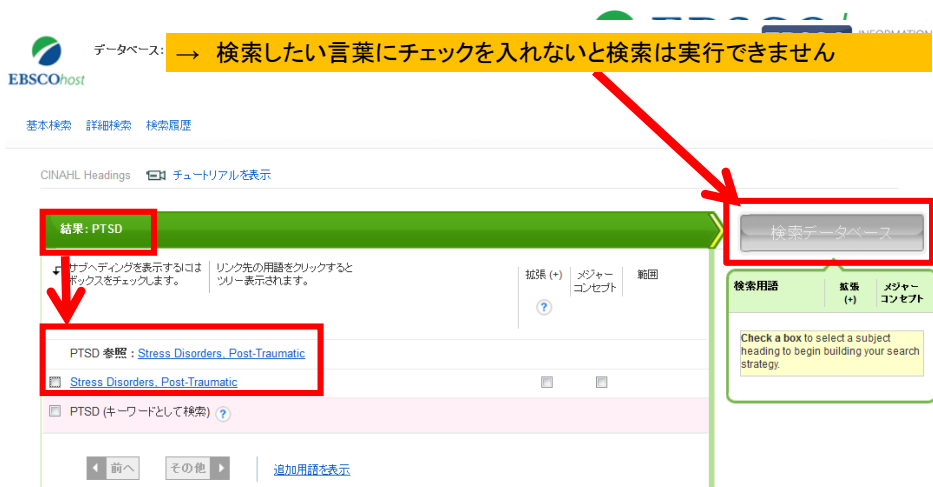 データベース:
→ 検索したい言葉にチェックを入れないと検索は実行できません
EBSCOhost
基本検索 詳細検索 検索履歴
CINAHL Headings チュートリアルを表示
結果: PTSD
検索データベース
サブヘディングを表示するには
ボックスをチェックします。
リンク先の用語をクリックすると
ツリー表示されます。
拡張 (+)
?
メジャー
コンセプト
範囲
検索用語
拡張
(+)
メジャー
コンセプト
PTSD 参照 : Stress Disorders, Post-Traumatic
Stress Disorders, Post-Traumatic
PTSD (キーワードとして検索) ?
Check a box to select a subject
heading to begin building your search
strategy.
前へ その他 追加用語を表示